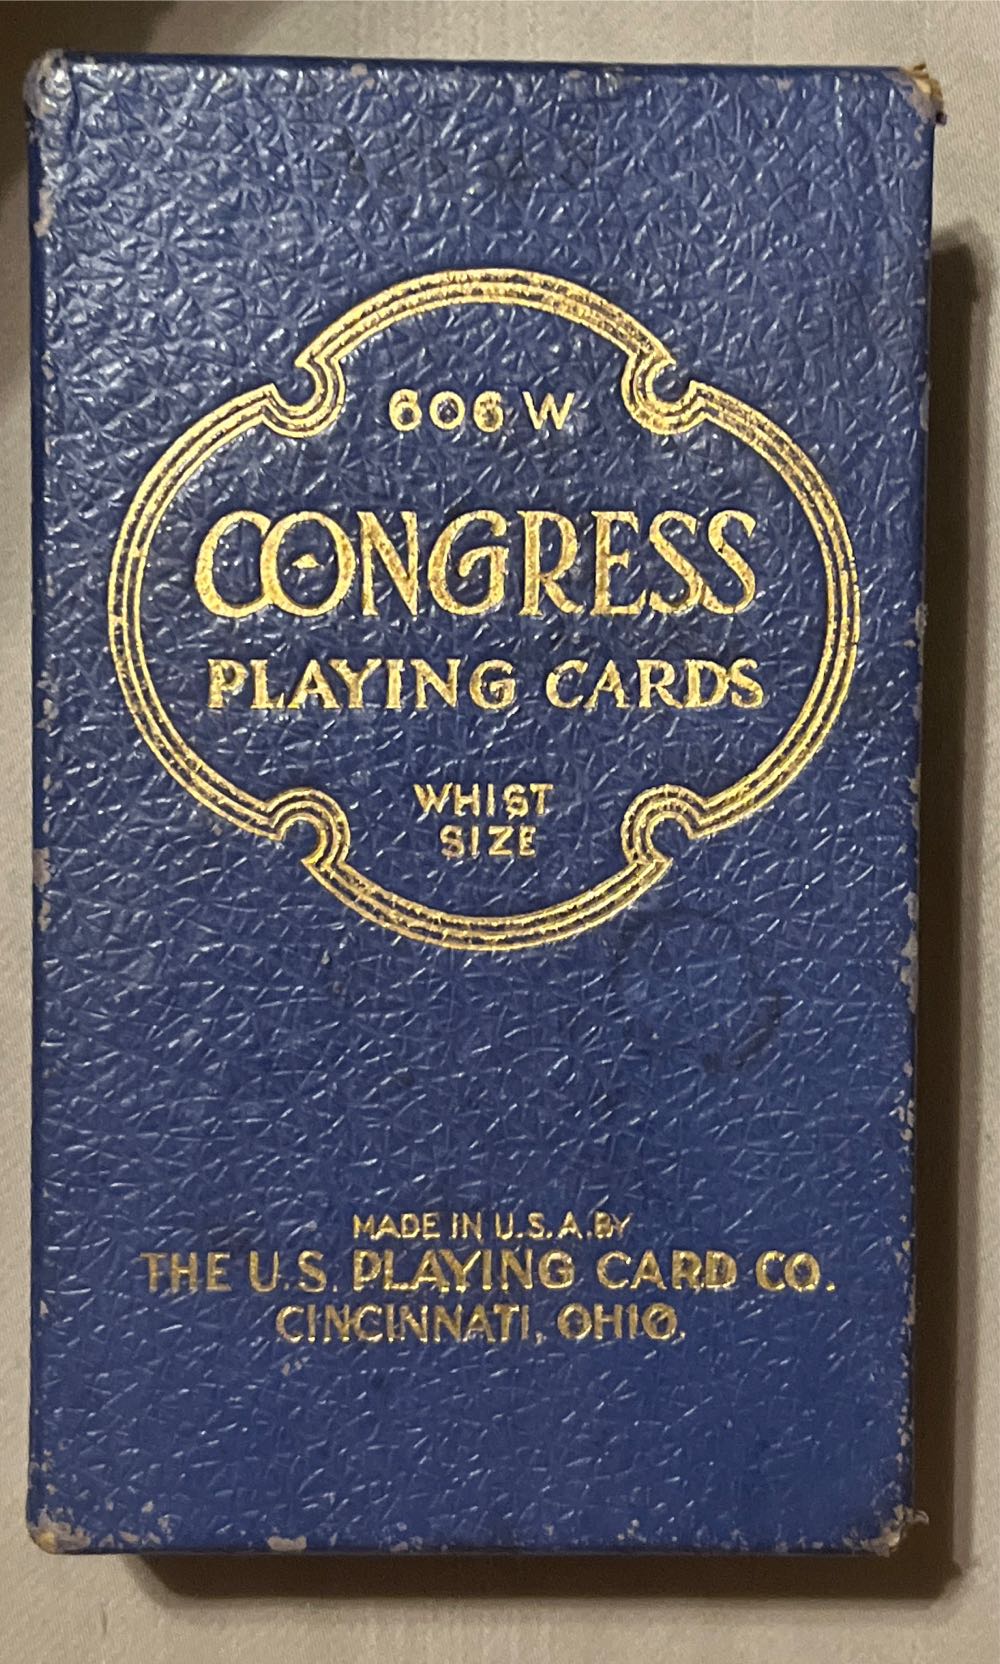 606 W
CONGRESS
PLAYING CARDS
WHIST
SIZE
MADE IN U.S.A. BY
THE U.S. PLAYING CARD CO.
CINCINNATI, OHIO.